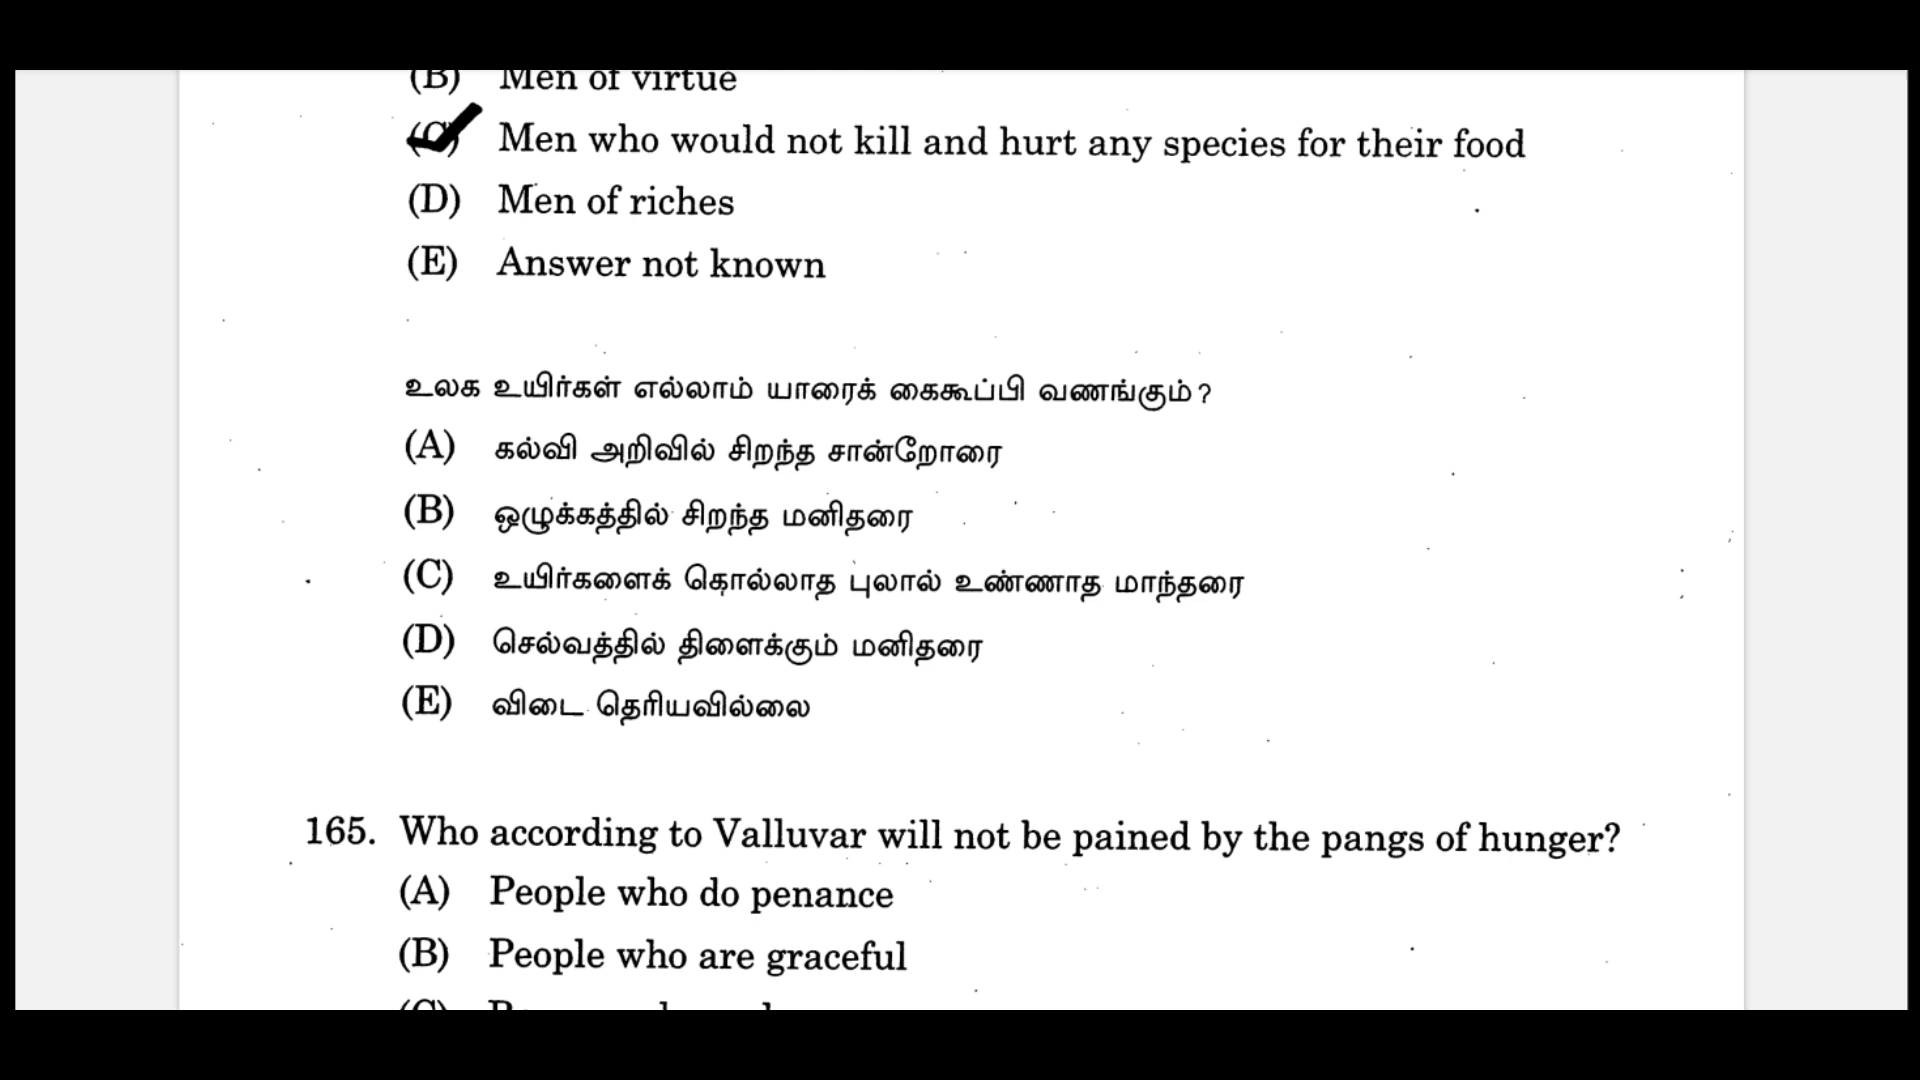 (B) Men of virtue
(C) Men who would not kill and hurt any species for their food
(D) Men of riches
(E) Answer not known
உலக உயிர்கள் எல்லாம் யாரைக் கைகூப்பி வணங்கும்?
(A) கல்வி அறிவில் சிறந்த சான்றோரை
(B) ஒழுக்கத்தில் சிறந்த மனிதரை
(C) உயிர்களைக் கொல்லாத புலால் உண்ணாத மாந்தரை
(D) செல்வத்தில் திளைக்கும் மனிதரை
(E) விடை தெரியவில்லை
165. Who according to Valluvar will not be pained by the pangs of hunger?
(A) People who do penance
(B) People who are graceful
(C)